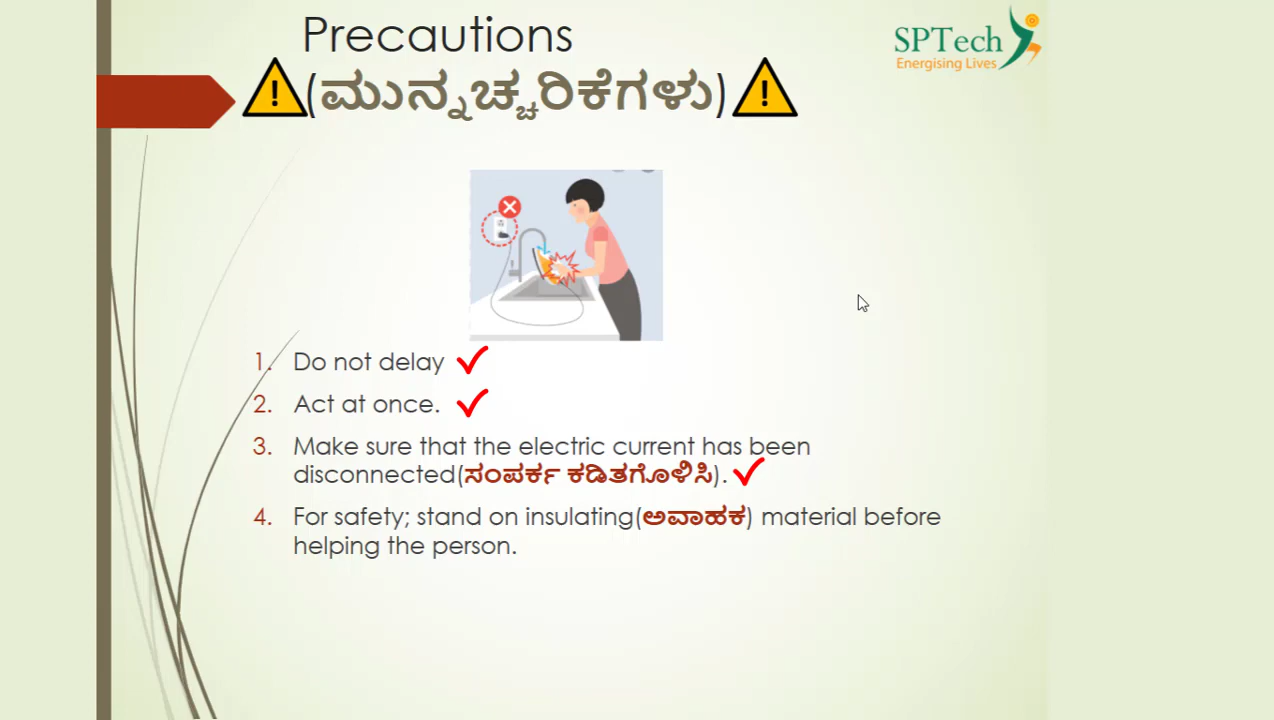 Precautions
(ಮುನ್ನಚ್ಚರಿಕೆಗಳು)
SPTech
Energising Lives
1. Do not delay
2. Act at once.
3. Make sure that the electric current has been
disconnected(ಸಂಪರ್ಕ ಕಡಿತಗೊಳಿಸಿ).
4. For safety; stand on insulating(ಅವಾಹಕ) material before
helping the person.